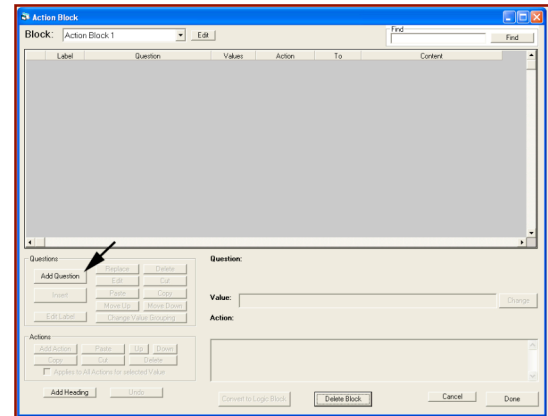 Action Block
Block: Action Block 1 Edit
Find
Find
Label Question Values Action To Content
Questions
Add Question Replace Delete
Edit Cut
Insert Paste Copy
Move Up Move Down
Edit Label Change Value Grouping
Question:
Value: Change
Action:
Actions
Add Action Paste Up Down
Copy Cut Delete
Applies to All Actions for selected Value
Add Heading Undo
Convert to Logic Block Delete Block Cancel Done